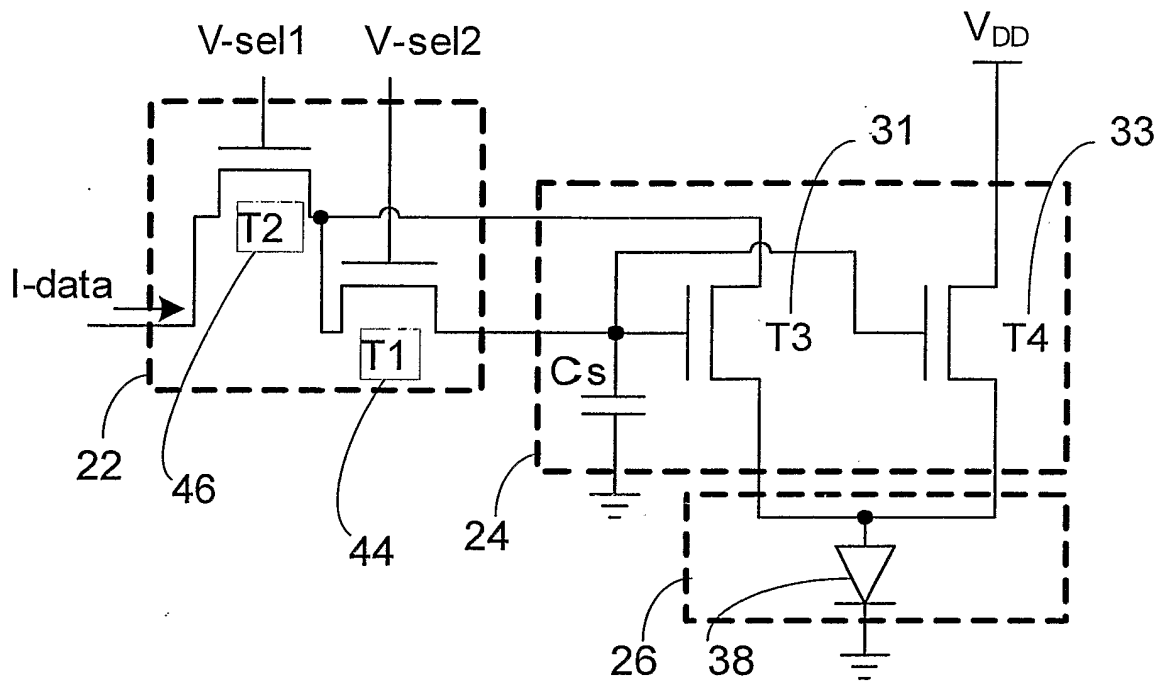 V-sel1
V-sel2
VDD
31
33
T2
I-data
T1
T3
T4
Cs
22
46
44
24
26
38